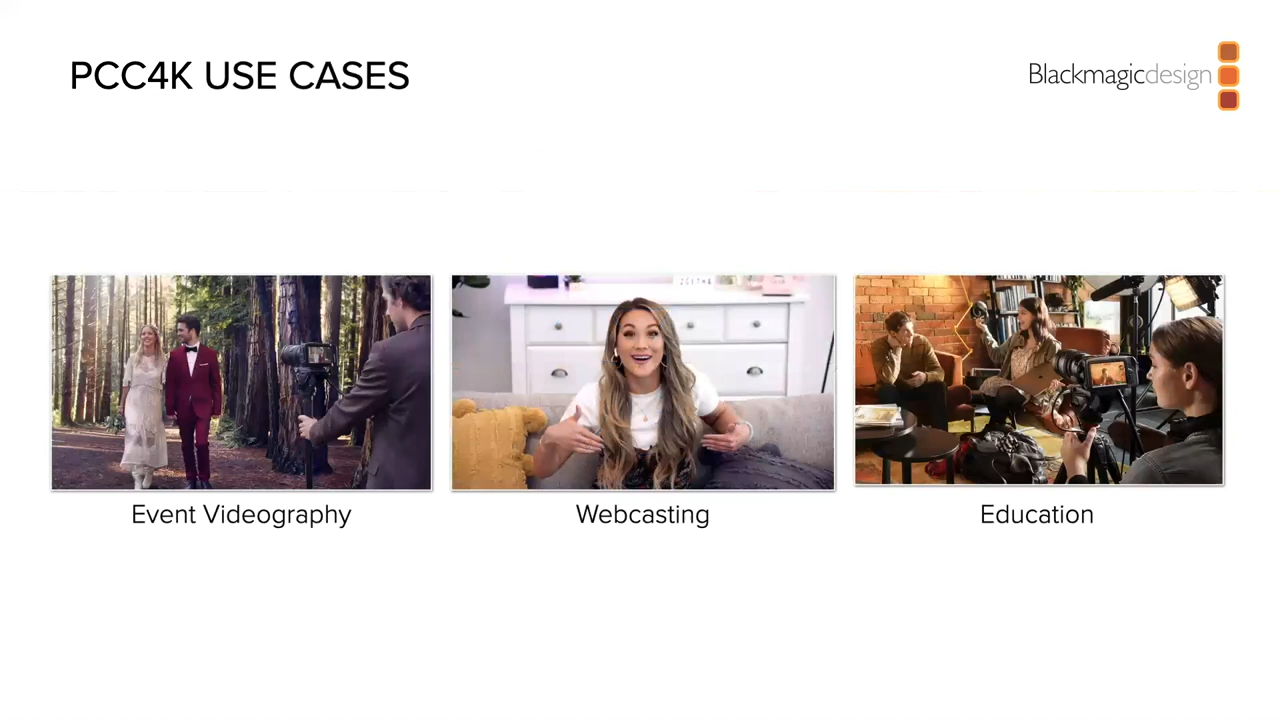 PCC4K USE CASES
Blackmagicdesign
Event Videography
Webcasting
Education